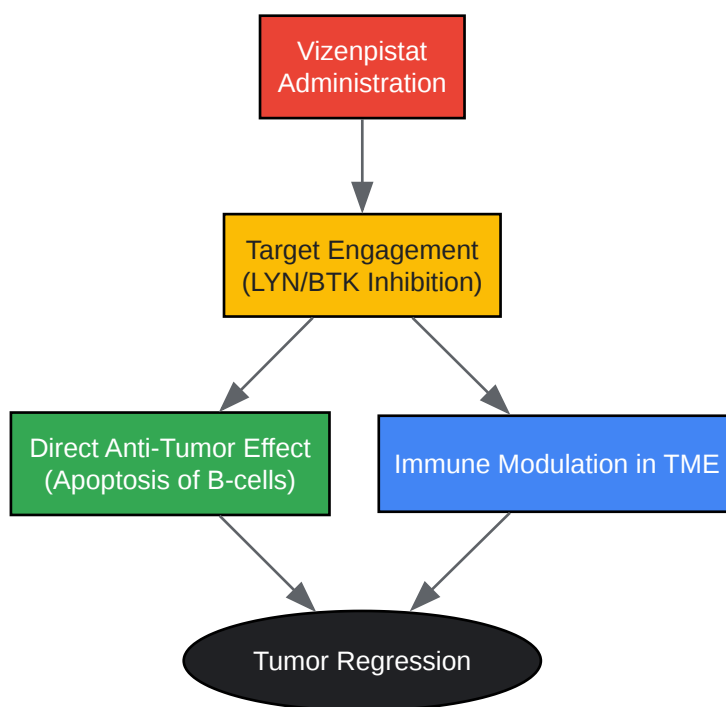 Vizenpistat
Administration
Target Engagement
(LYN/BTK Inhibition)
Direct Anti-Tumor Effect
(Apoptosis of B-cells)
Immune Modulation in TME
Tumor Regression